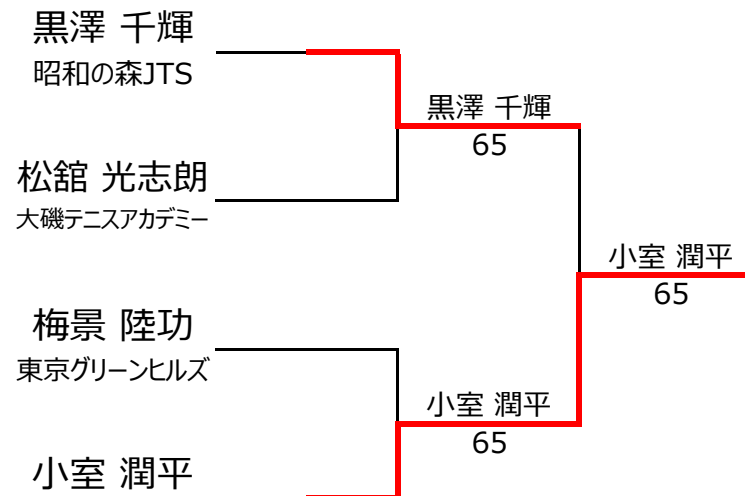 黒澤 千輝
昭和の森JTS
黒澤 千輝
65
松舘 光志朗
大磯テニスアカデミー
小室 潤平
65
梅景 陸功
東京グリーンヒルズ
小室 潤平
65
小室 潤平